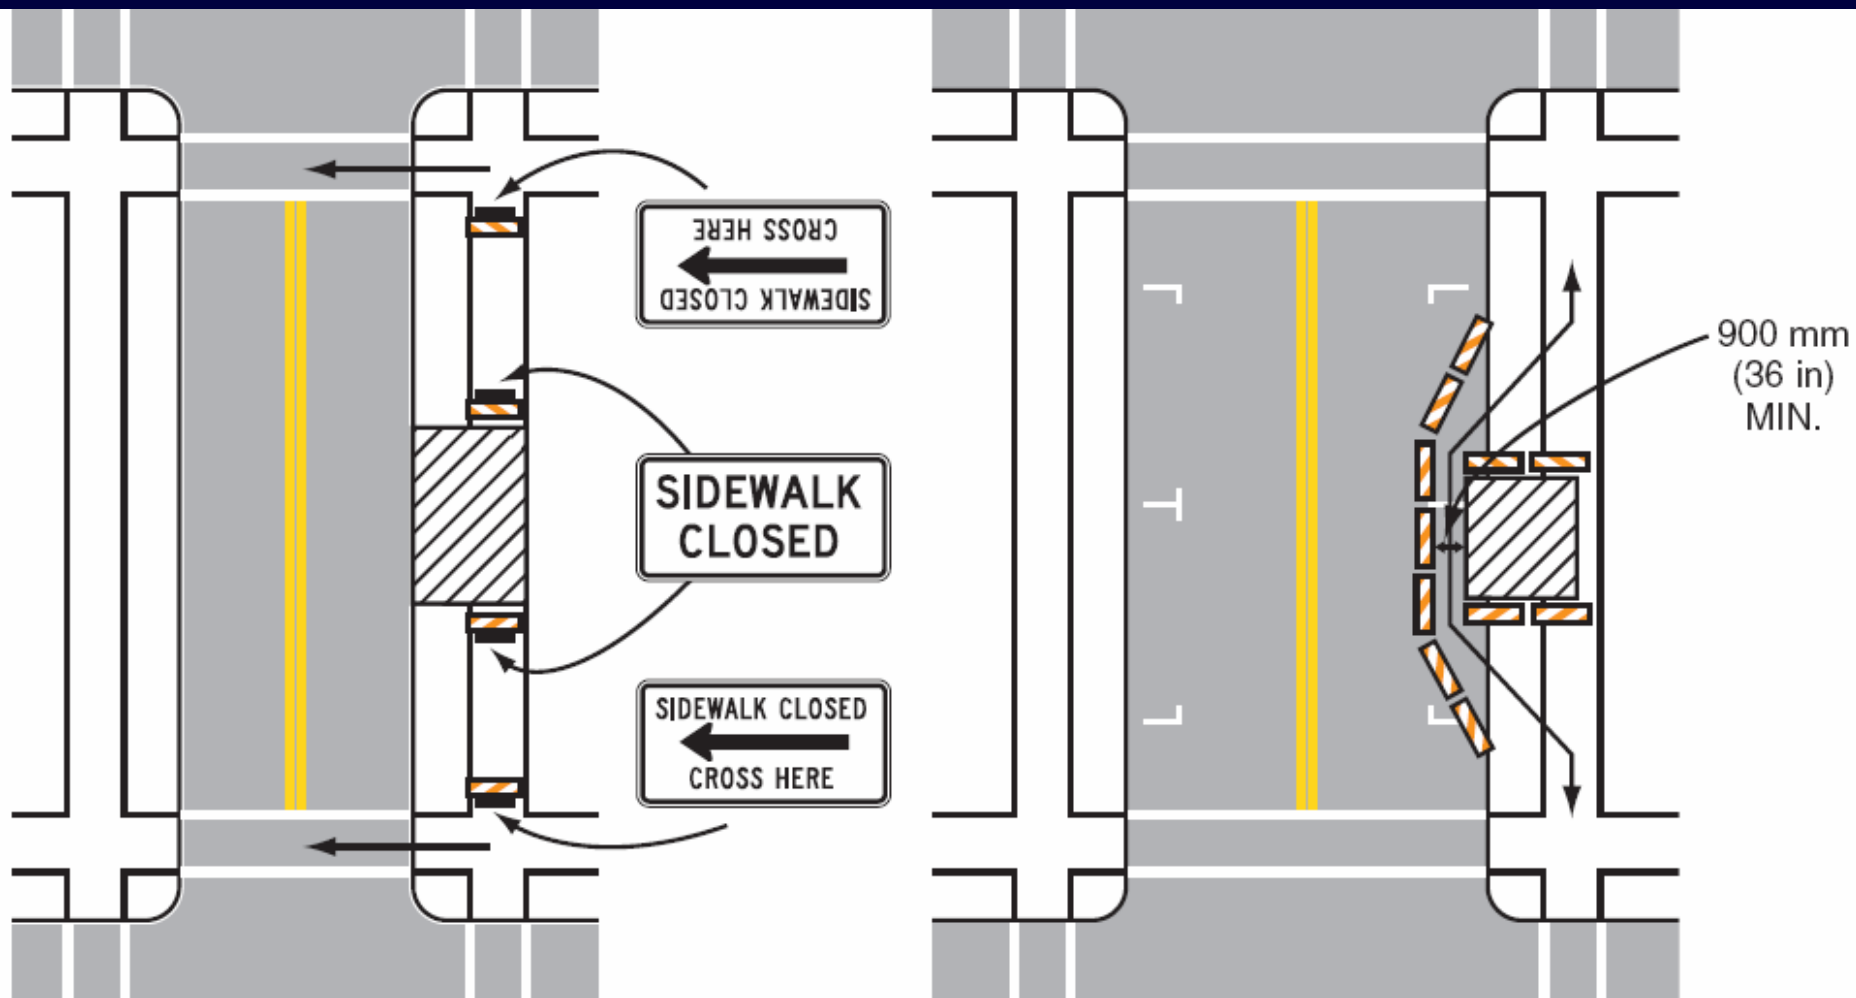 CROSS HERE
SIDEWALK CLOSED
SIDEWALK
CLOSED
SIDEWALK CLOSED
CROSS HERE
900 mm
(36 in)
MIN.